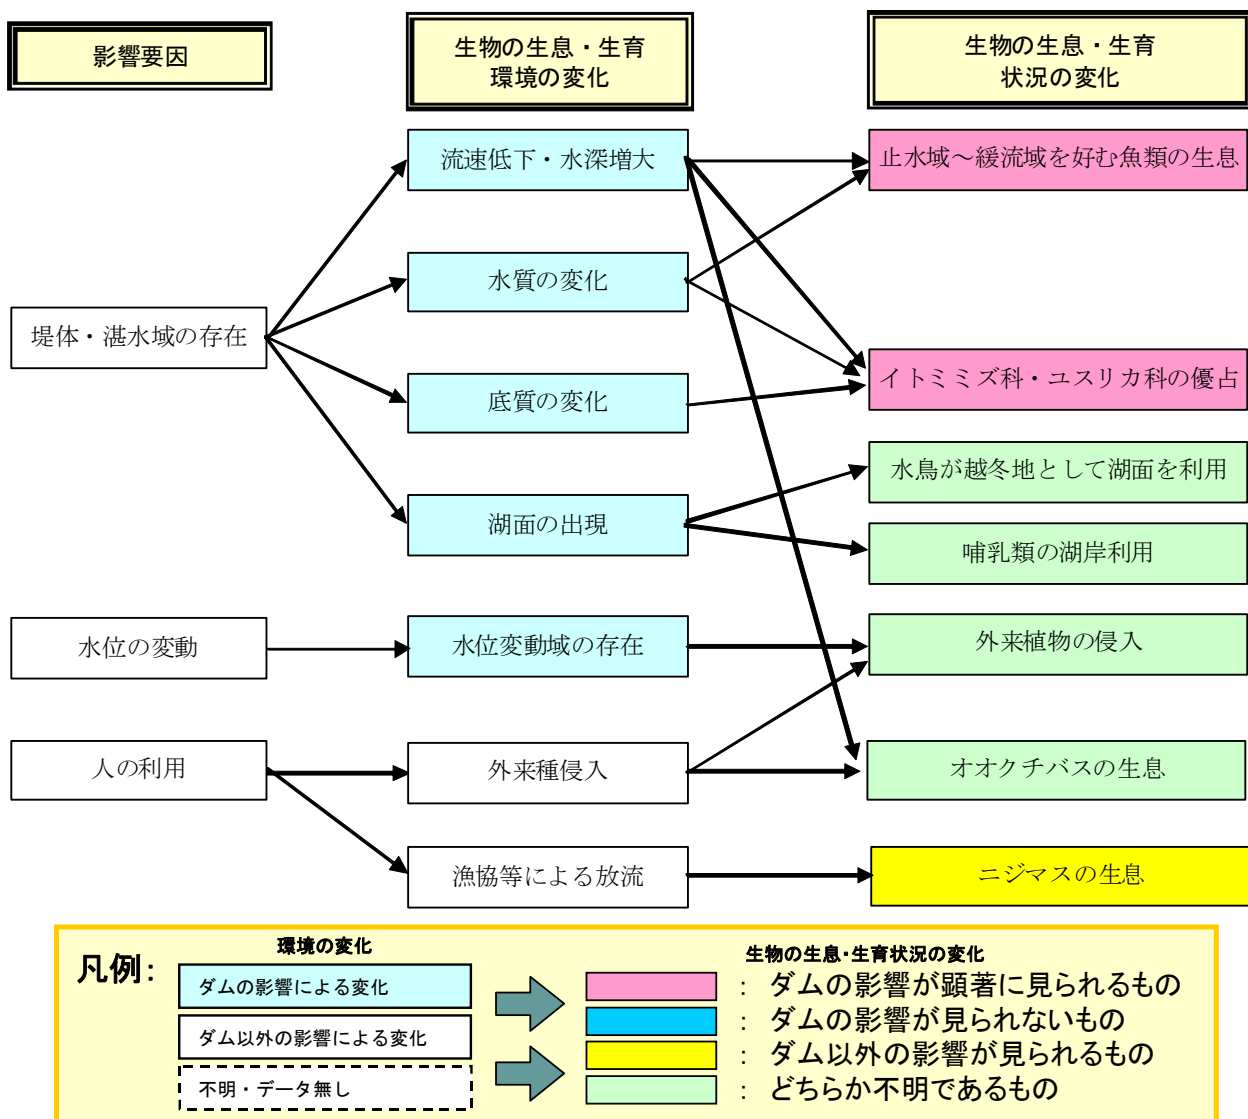 影響要因
生物の生息・生育
環境の変化
生物の生息・生育
状況の変化
流速低下・水深増大
止水域～緩流域を好む魚類の生息
水質の変化
堤体・湛水域の存在
底質の変化
イトミミズ科・ユスリカ科の優占
水鳥が越冬地として湖面を利用
湖面の出現
哺乳類の湖岸利用
水位の変動
水位変動域の存在
外来植物の侵入
人の利用
外来種侵入
オオクチバスの生息
漁協等による放流
ニジマスの生息
凡例：
環境の変化
ダムの影響による変化
ダム以外の影響による変化
不明・データ無し
生物の生息・生育状況の変化
： ダムの影響が顕著に見られるもの
： ダムの影響が見られないもの
： ダム以外の影響が見られるもの
： どちらか不明であるもの